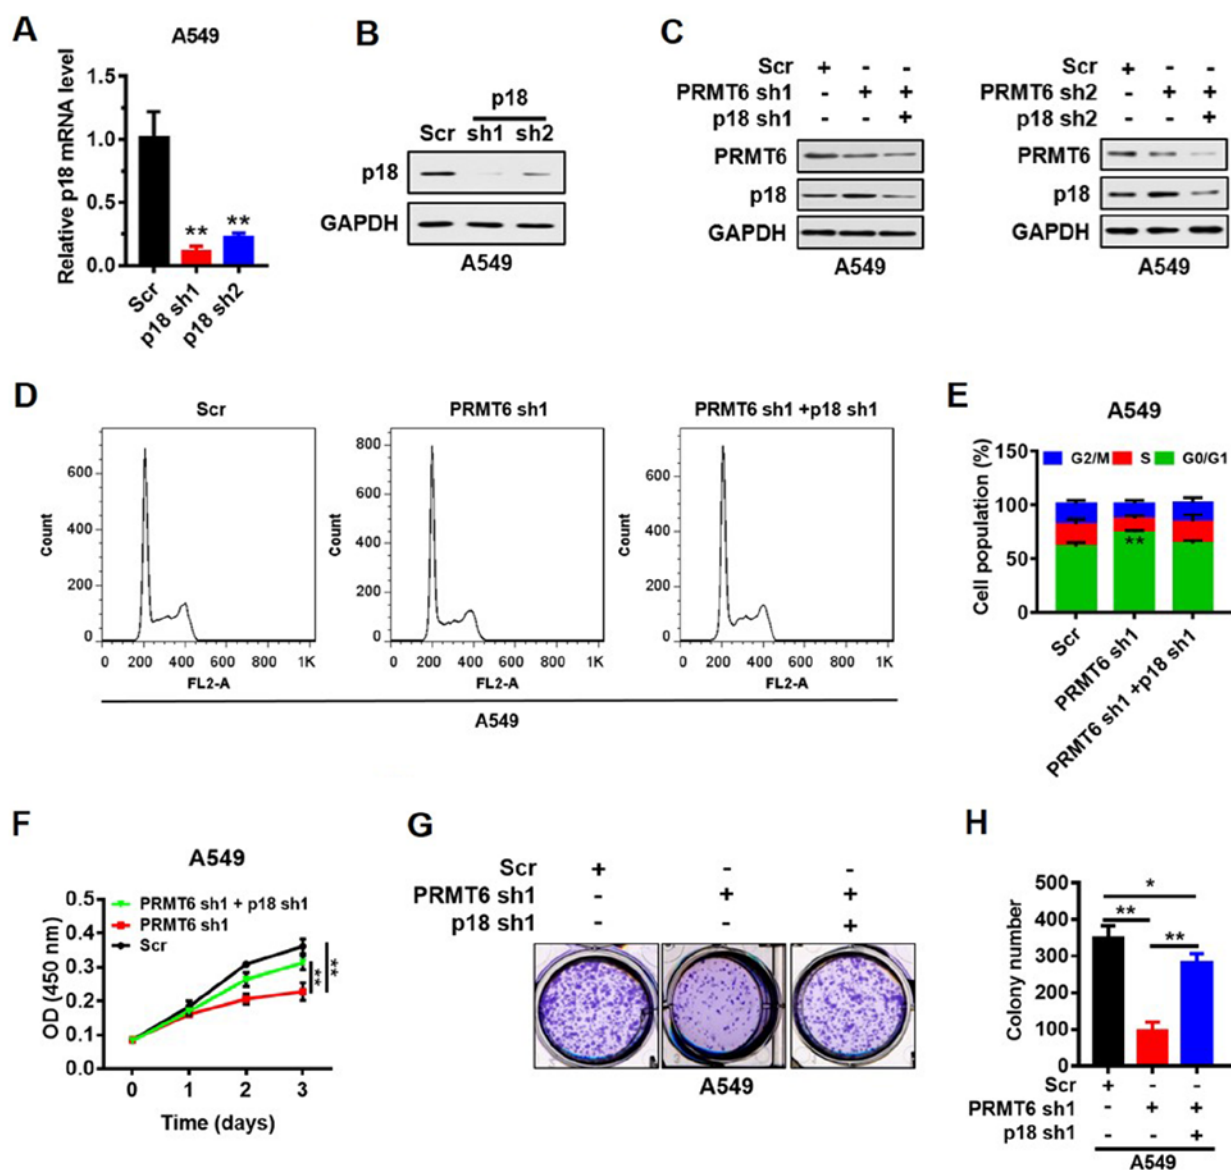 A
A549
Relative p18 mRNA level
1.5
1.0
0.5
0.0
** **
Scr
p18 sh1
p18 sh2
B
p18
Scr sh1 sh2
p18
GAPDH
A549
C
Scr + - -
PRMT6 sh1 - + +
p18 sh1 - - +
PRMT6
p18
GAPDH
A549
Scr + - -
PRMT6 sh2 - + +
p18 sh2 - - +
PRMT6
p18
GAPDH
A549
D
Scr
Count
600
400
200
0
0 200 400 600 800 1K
FL2-A
PRMT6 sh1
Count
800
600
400
200
0
0 200 400 600 800 1K
FL2-A
PRMT6 sh1 +p18 sh1
Count
600
400
200
0
0 200 400 600 800 1K
FL2-A
A549
E
A549
Cell population (%)
150
100
50
0
G2/M S G0/G1
**
Scr
PRMT6 sh1
PRMT6 sh1 +p18 sh1
F
A549
OD (450 nm)
0.5
0.4
0.3
0.2
0.1
0.0
PRMT6 sh1 + p18 sh1
PRMT6 sh1
Scr
** **
0 1 2 3
Time (days)
G
Scr + - -
PRMT6 sh1 - + +
p18 sh1 - - +
A549
H
Colony number
500
400
300
200
100
0
*
** **
Scr + - -
PRMT6 sh1 - + +
p18 sh1 - - +
A549